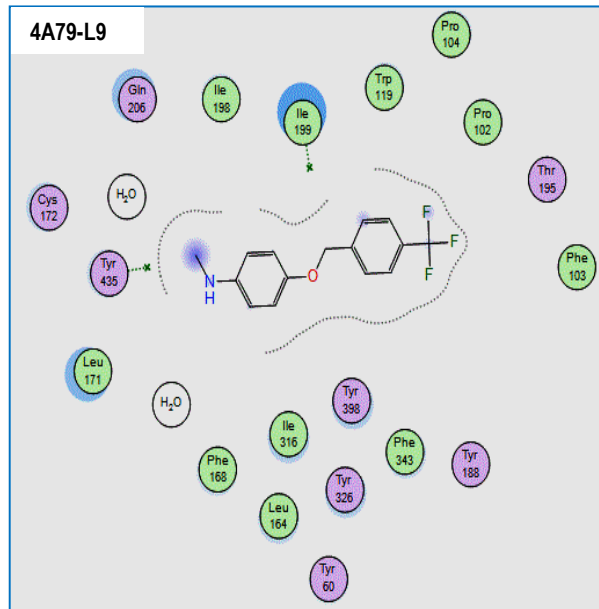 4A79-L9
Pro
104
Gln
206
Ile
198
Ile
199
Trp
119
Pro
102
Thr
195
Cys
172
H₂O
Tyr
435
N
H
O
F
F
F
Phe
103
Leu
171
H₂O
Phe
168
Ile
316
Tyr
398
Phe
343
Tyr
188
Leu
164
Tyr
326
Tyr
60